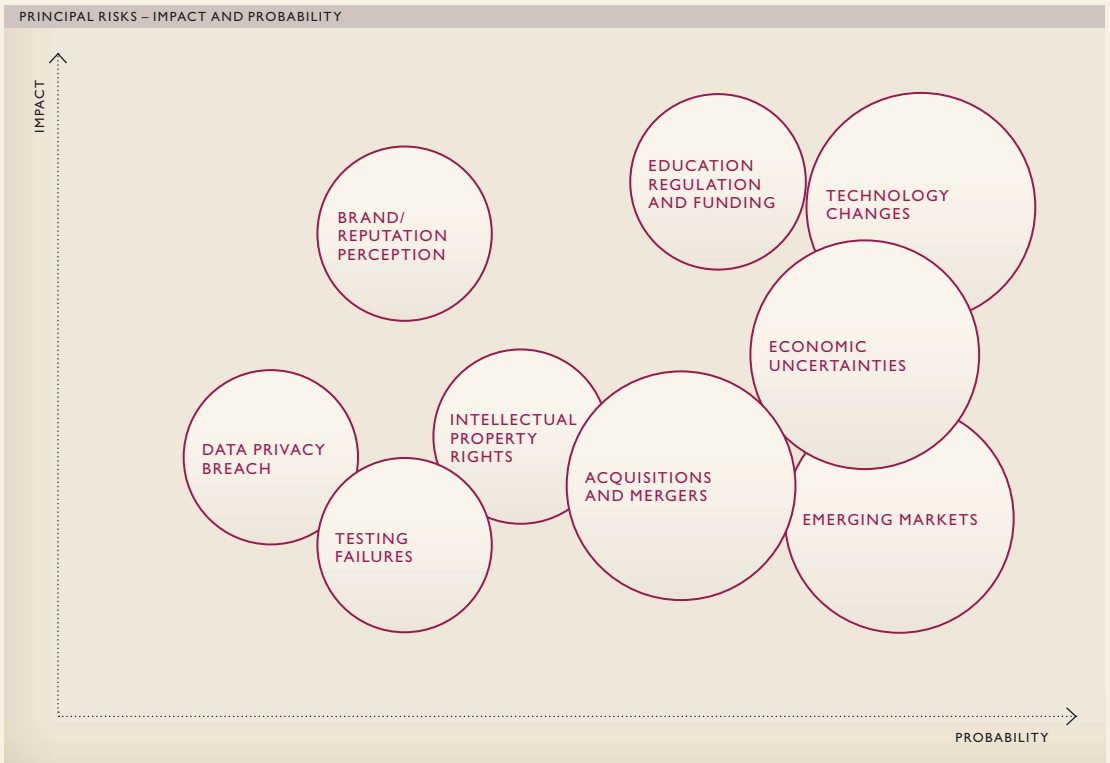 PRINCIPAL RISKS – IMPACT AND PROBABILITY
IMPACT
EDUCATION
REGULATION
AND FUNDING
TECHNOLOGY
CHANGES
BRAND/
REPUTATION
PERCEPTION
ECONOMIC
UNCERTAINTIES
INTELLECTUAL
PROPERTY
RIGHTS
DATA PRIVACY
BREACH
ACQUISITIONS
AND MERGERS
EMERGING MARKETS
TESTING
FAILURES
PROBABILITY